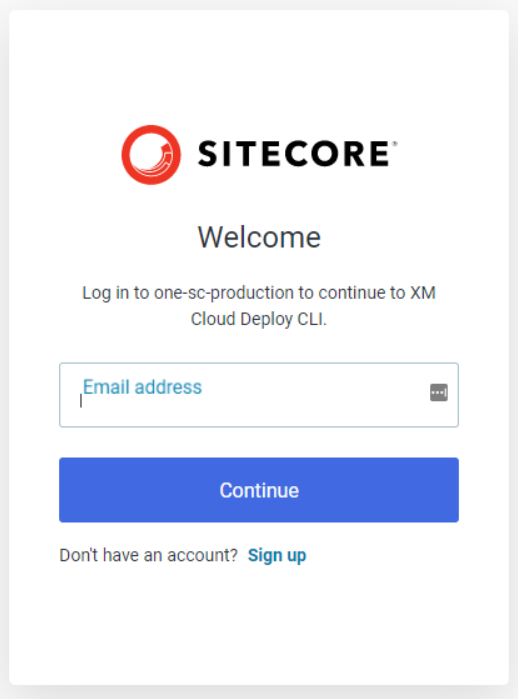 SITECORE®
Welcome
Log in to one-sc-production to continue to XM
Cloud Deploy CLI.
Email address
Continue
Don't have an account? Sign up